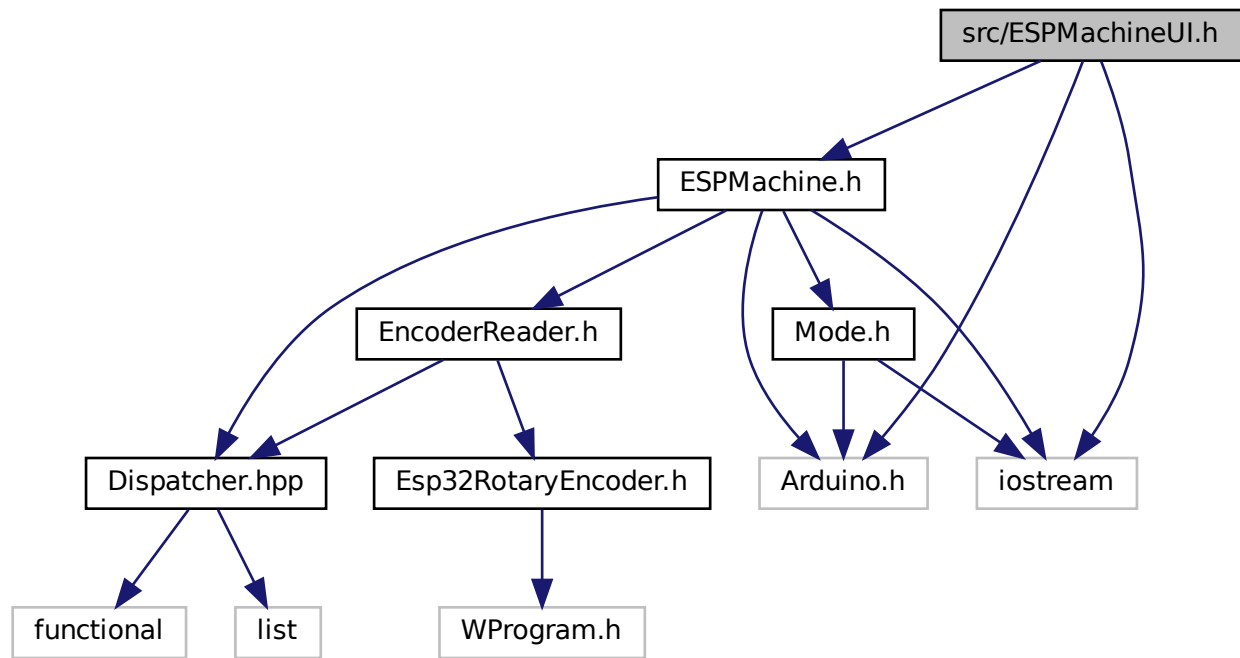 src/ESPMachineUI.h
ESPMachine.h
EncoderReader.h
Mode.h
Dispatcher.hpp
Esp32RotaryEncoder.h
Arduino.h
iostream
functional
list
WProgram.h